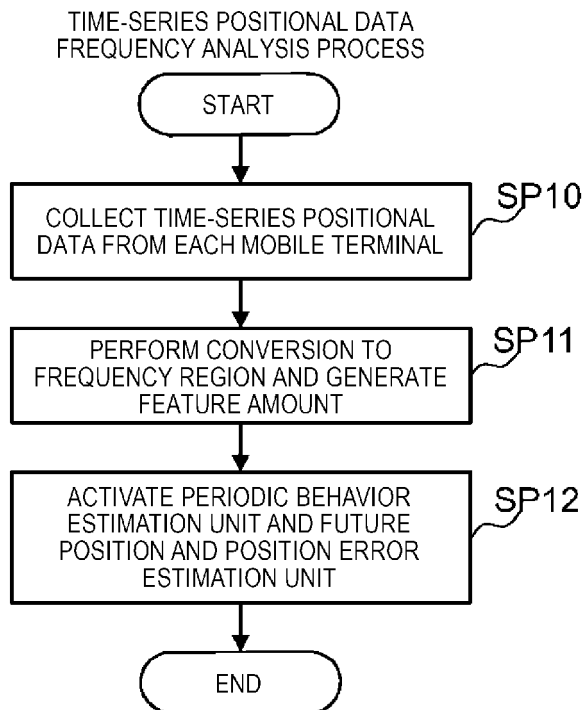 TIME-SERIES POSITIONAL DATA
FREQUENCY ANALYSIS PROCESS
START
COLLECT TIME-SERIES POSITIONAL
DATA FROM EACH MOBILE TERMINAL
SP10
PERFORM CONVERSION TO
FREQUENCY REGION AND GENERATE
FEATURE AMOUNT
SP11
ACTIVATE PERIODIC BEHAVIOR
ESTIMATION UNIT AND FUTURE
POSITION AND POSITION ERROR
ESTIMATION UNIT
SP12
END